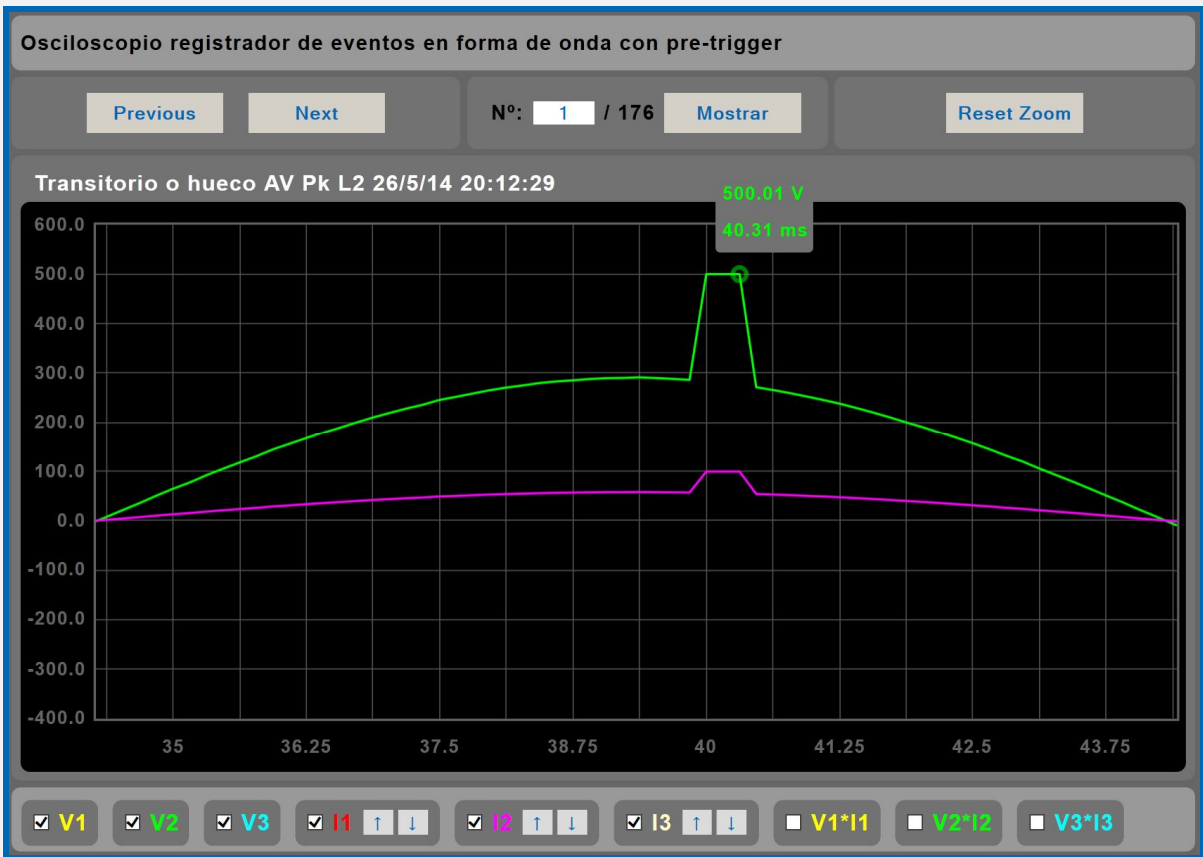 Osciloscopio registrador de eventos en forma de onda con pre-trigger
Previous Next Nº: 1 / 176 Mostrar Reset Zoom
Transitorio o hueco AV Pk L2 26/5/14 20:12:29
500.01 V
40.31 ms
600.0
500.0
400.0
300.0
200.0
100.0
0.0
-100.0
-200.0
-300.0
-400.0
35 36.25 37.5 38.75 40 41.25 42.5 43.75
V1 V2 V3 I1 ↑ ↓ I2 ↑ ↓ I3 ↑ ↓ V1*I1 V2*I2 V3*I3